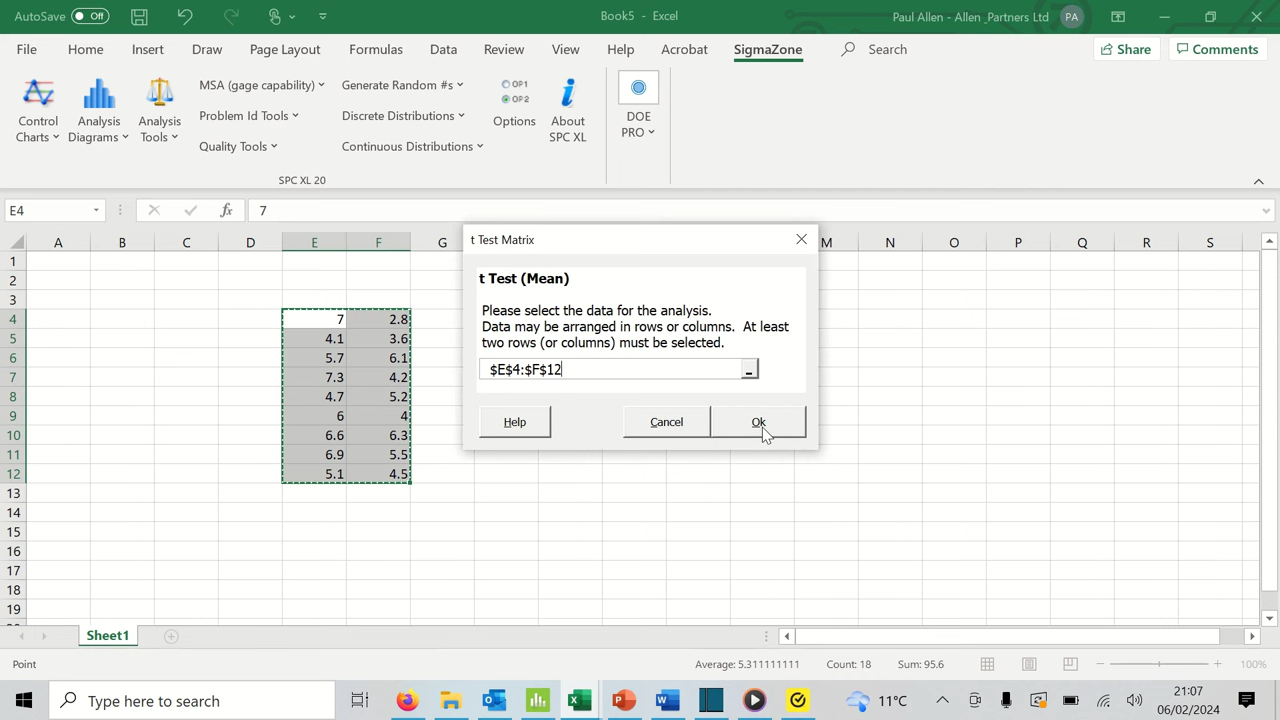 AutoSave Off
Book5 - Excel
Paul Allen - Allen _Partners Ltd PA
File Home Insert Draw Page Layout Formulas Data Review View Help Acrobat SigmaZone Search Share Comments
Control Charts
Analysis Diagrams
Analysis Tools
MSA (gage capability)
Problem Id Tools
Quality Tools
Generate Random #s
Discrete Distributions
Continuous Distributions
OP1
OP2
Options
About SPC XL
DOE PRO
SPC XL 20
E4 fx 7
A B C D E F G M N O P Q R S
1
2
3
4 7 2.8
5 4.1 3.6
6 5.7 6.1
7 7.3 4.2
8 4.7 5.2
9 6 4
10 6.6 6.3
11 6.9 5.5
12 5.1 4.5
13
14
15
16
17
18
19
t Test Matrix
t Test (Mean)
Please select the data for the analysis.
Data may be arranged in rows or columns. At least
two rows (or columns) must be selected.
$E$4:$F$12
Help Cancel Ok
Sheet1
Point
Average: 5.311111111 Count: 18 Sum: 95.6 100%
Type here to search
11°C
21:07
06/02/2024